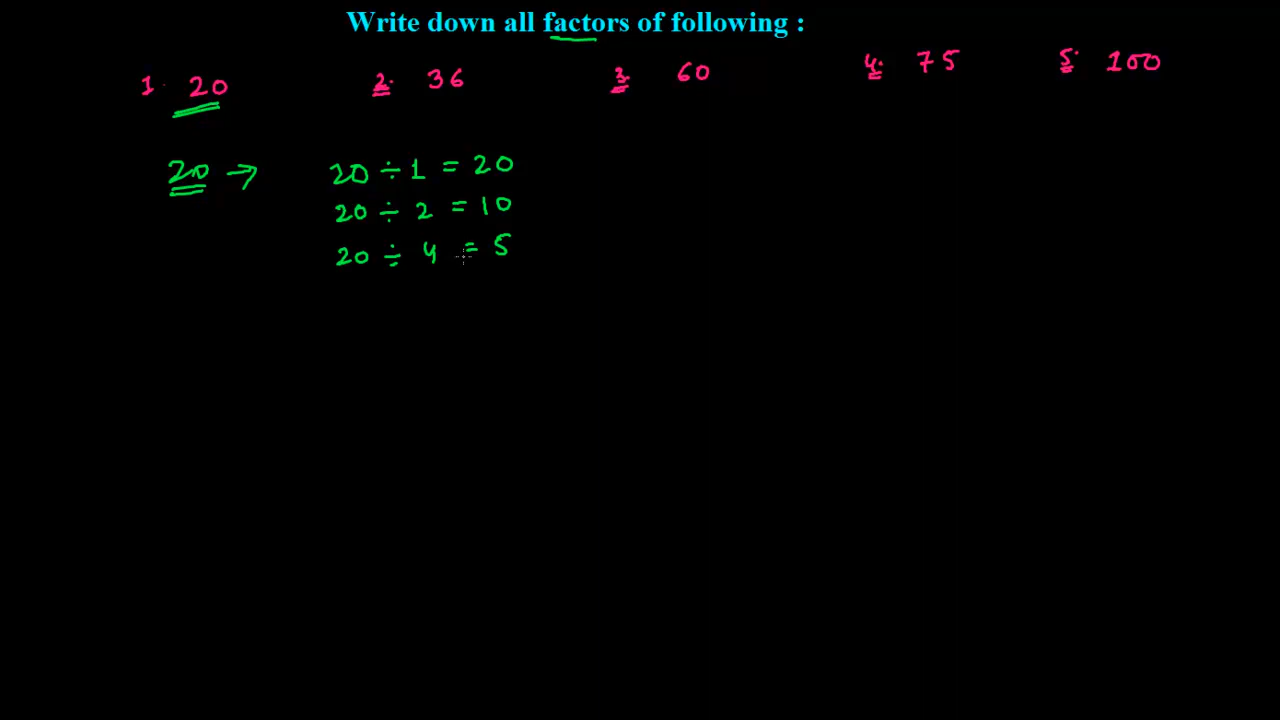 Write down all factors of following :
1. 20 2. 36 3. 60 4. 75 5. 100
20 → 20 ÷ 1 = 20
20 ÷ 2 = 10
20 ÷ 4 = 5